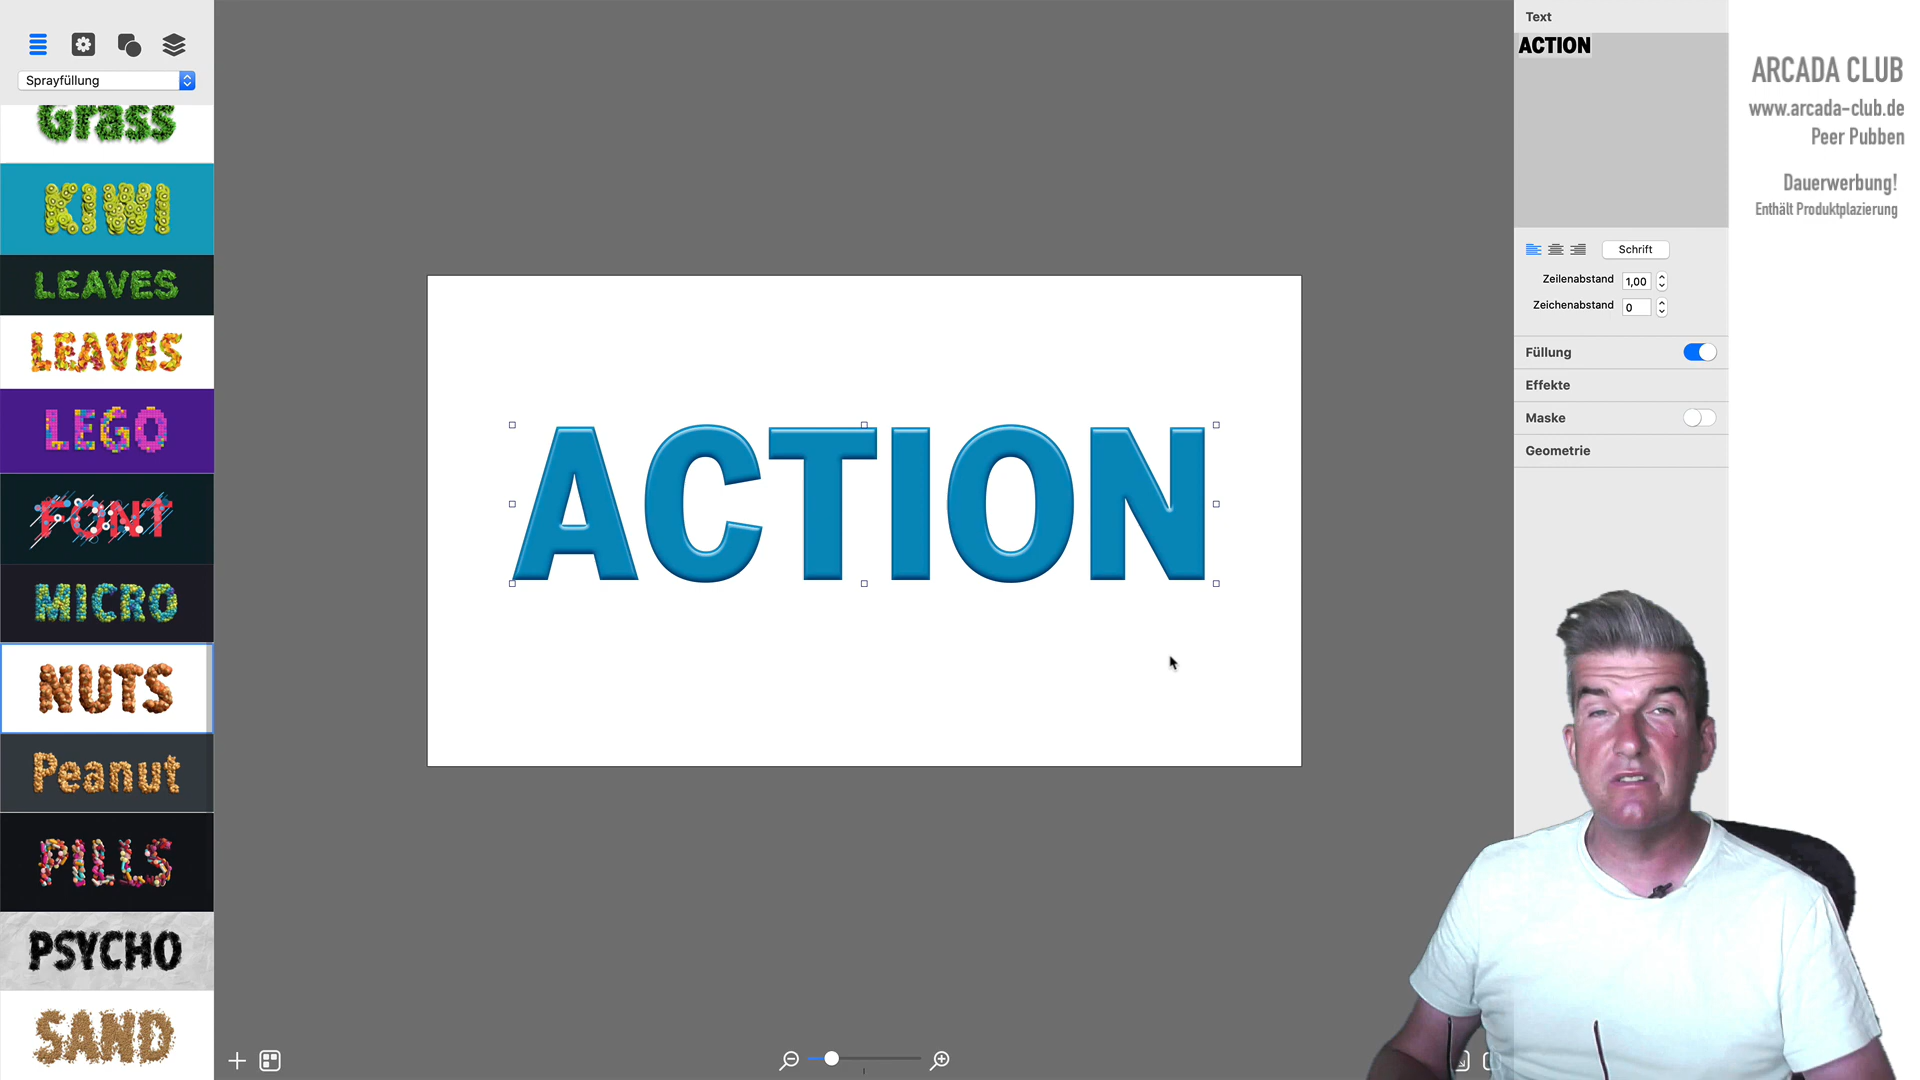 Sprayfüllung
Grass
KIWI
LEAVES
LEAVES
LEGO
FONT
MICRO
NUTS
Peanut
PILLS
PSYCHO
SAND
ACTION
Text
ACTION
Schrift
Zeilenabstand 1,00
Zeichenabstand 0
Füllung
Effekte
Maske
Geometrie
ARCADA CLUB
www.arcada-club.de
Peer Pubben
Dauerwerbung!
Enthält Produktplazierung